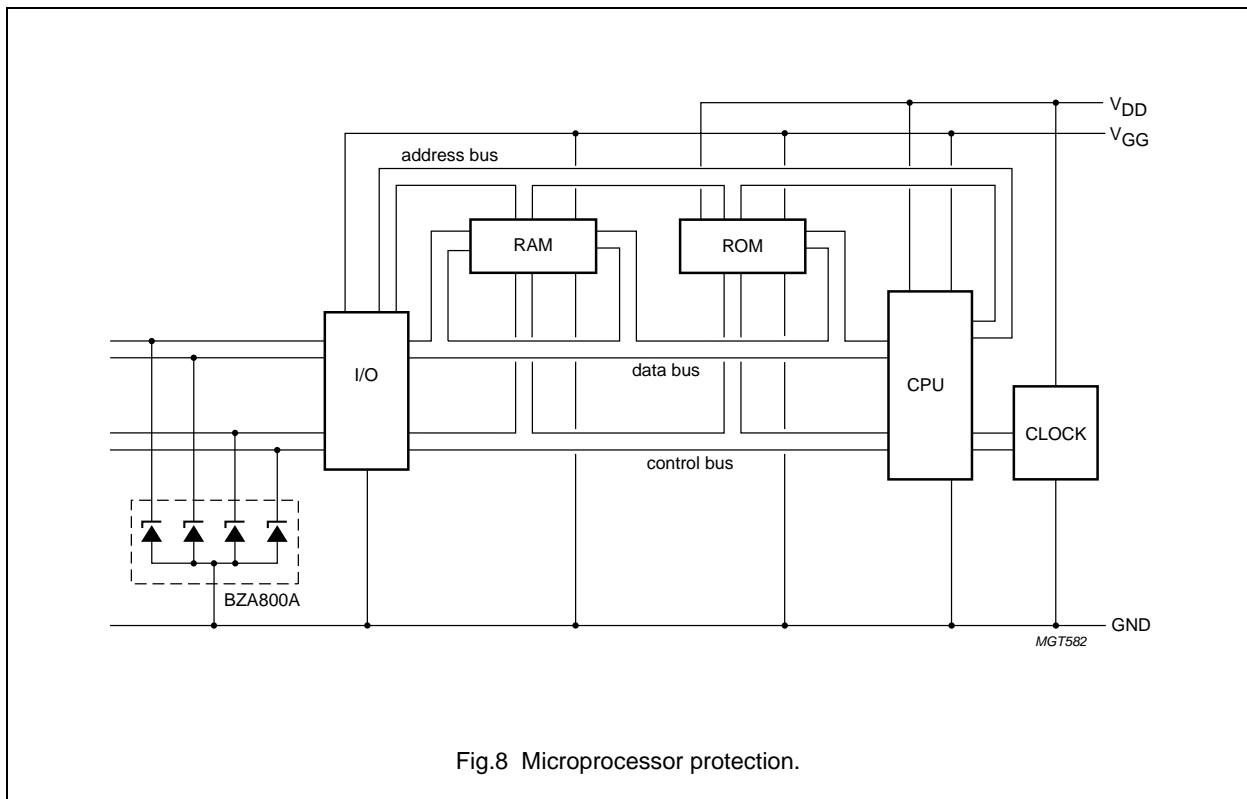 VDD
VGG
address bus
RAM
ROM
I/O
data bus
CPU
CLOCK
control bus
BZA800A
GND
MGT582
Fig.8 Microprocessor protection.